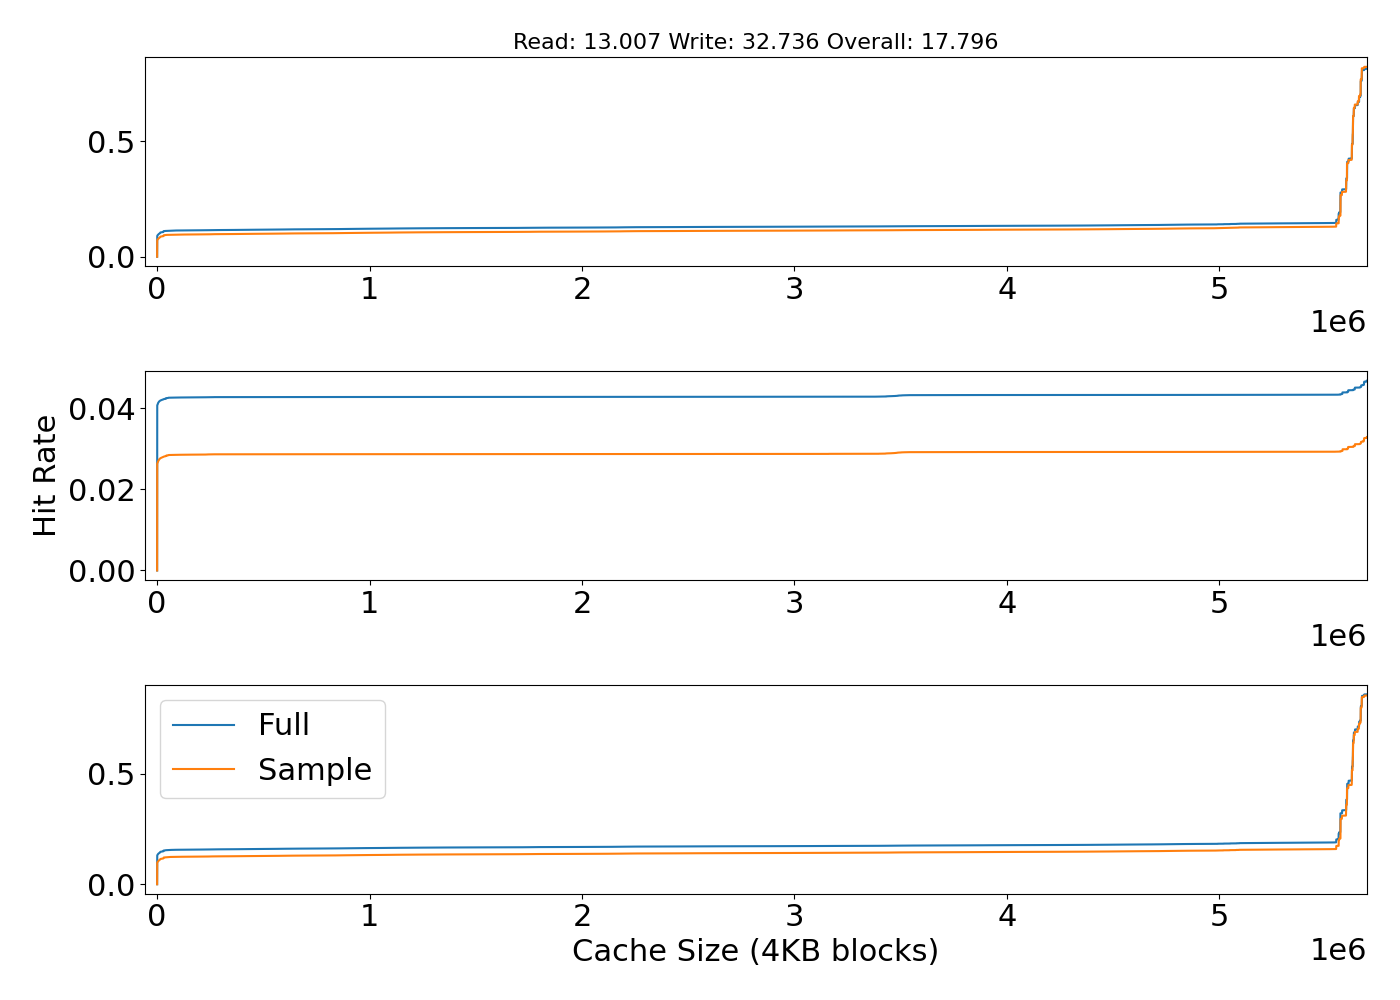 Read: 13.007 Write: 32.736 Overall: 17.796
0.5
0.0
0 1 2 3 4 5
1e6
Hit Rate
0.04
0.02
0.00
0 1 2 3 4 5
1e6
Full
Sample
0.5
0.0
0 1 2 3 4 5
Cache Size (4KB blocks)
1e6